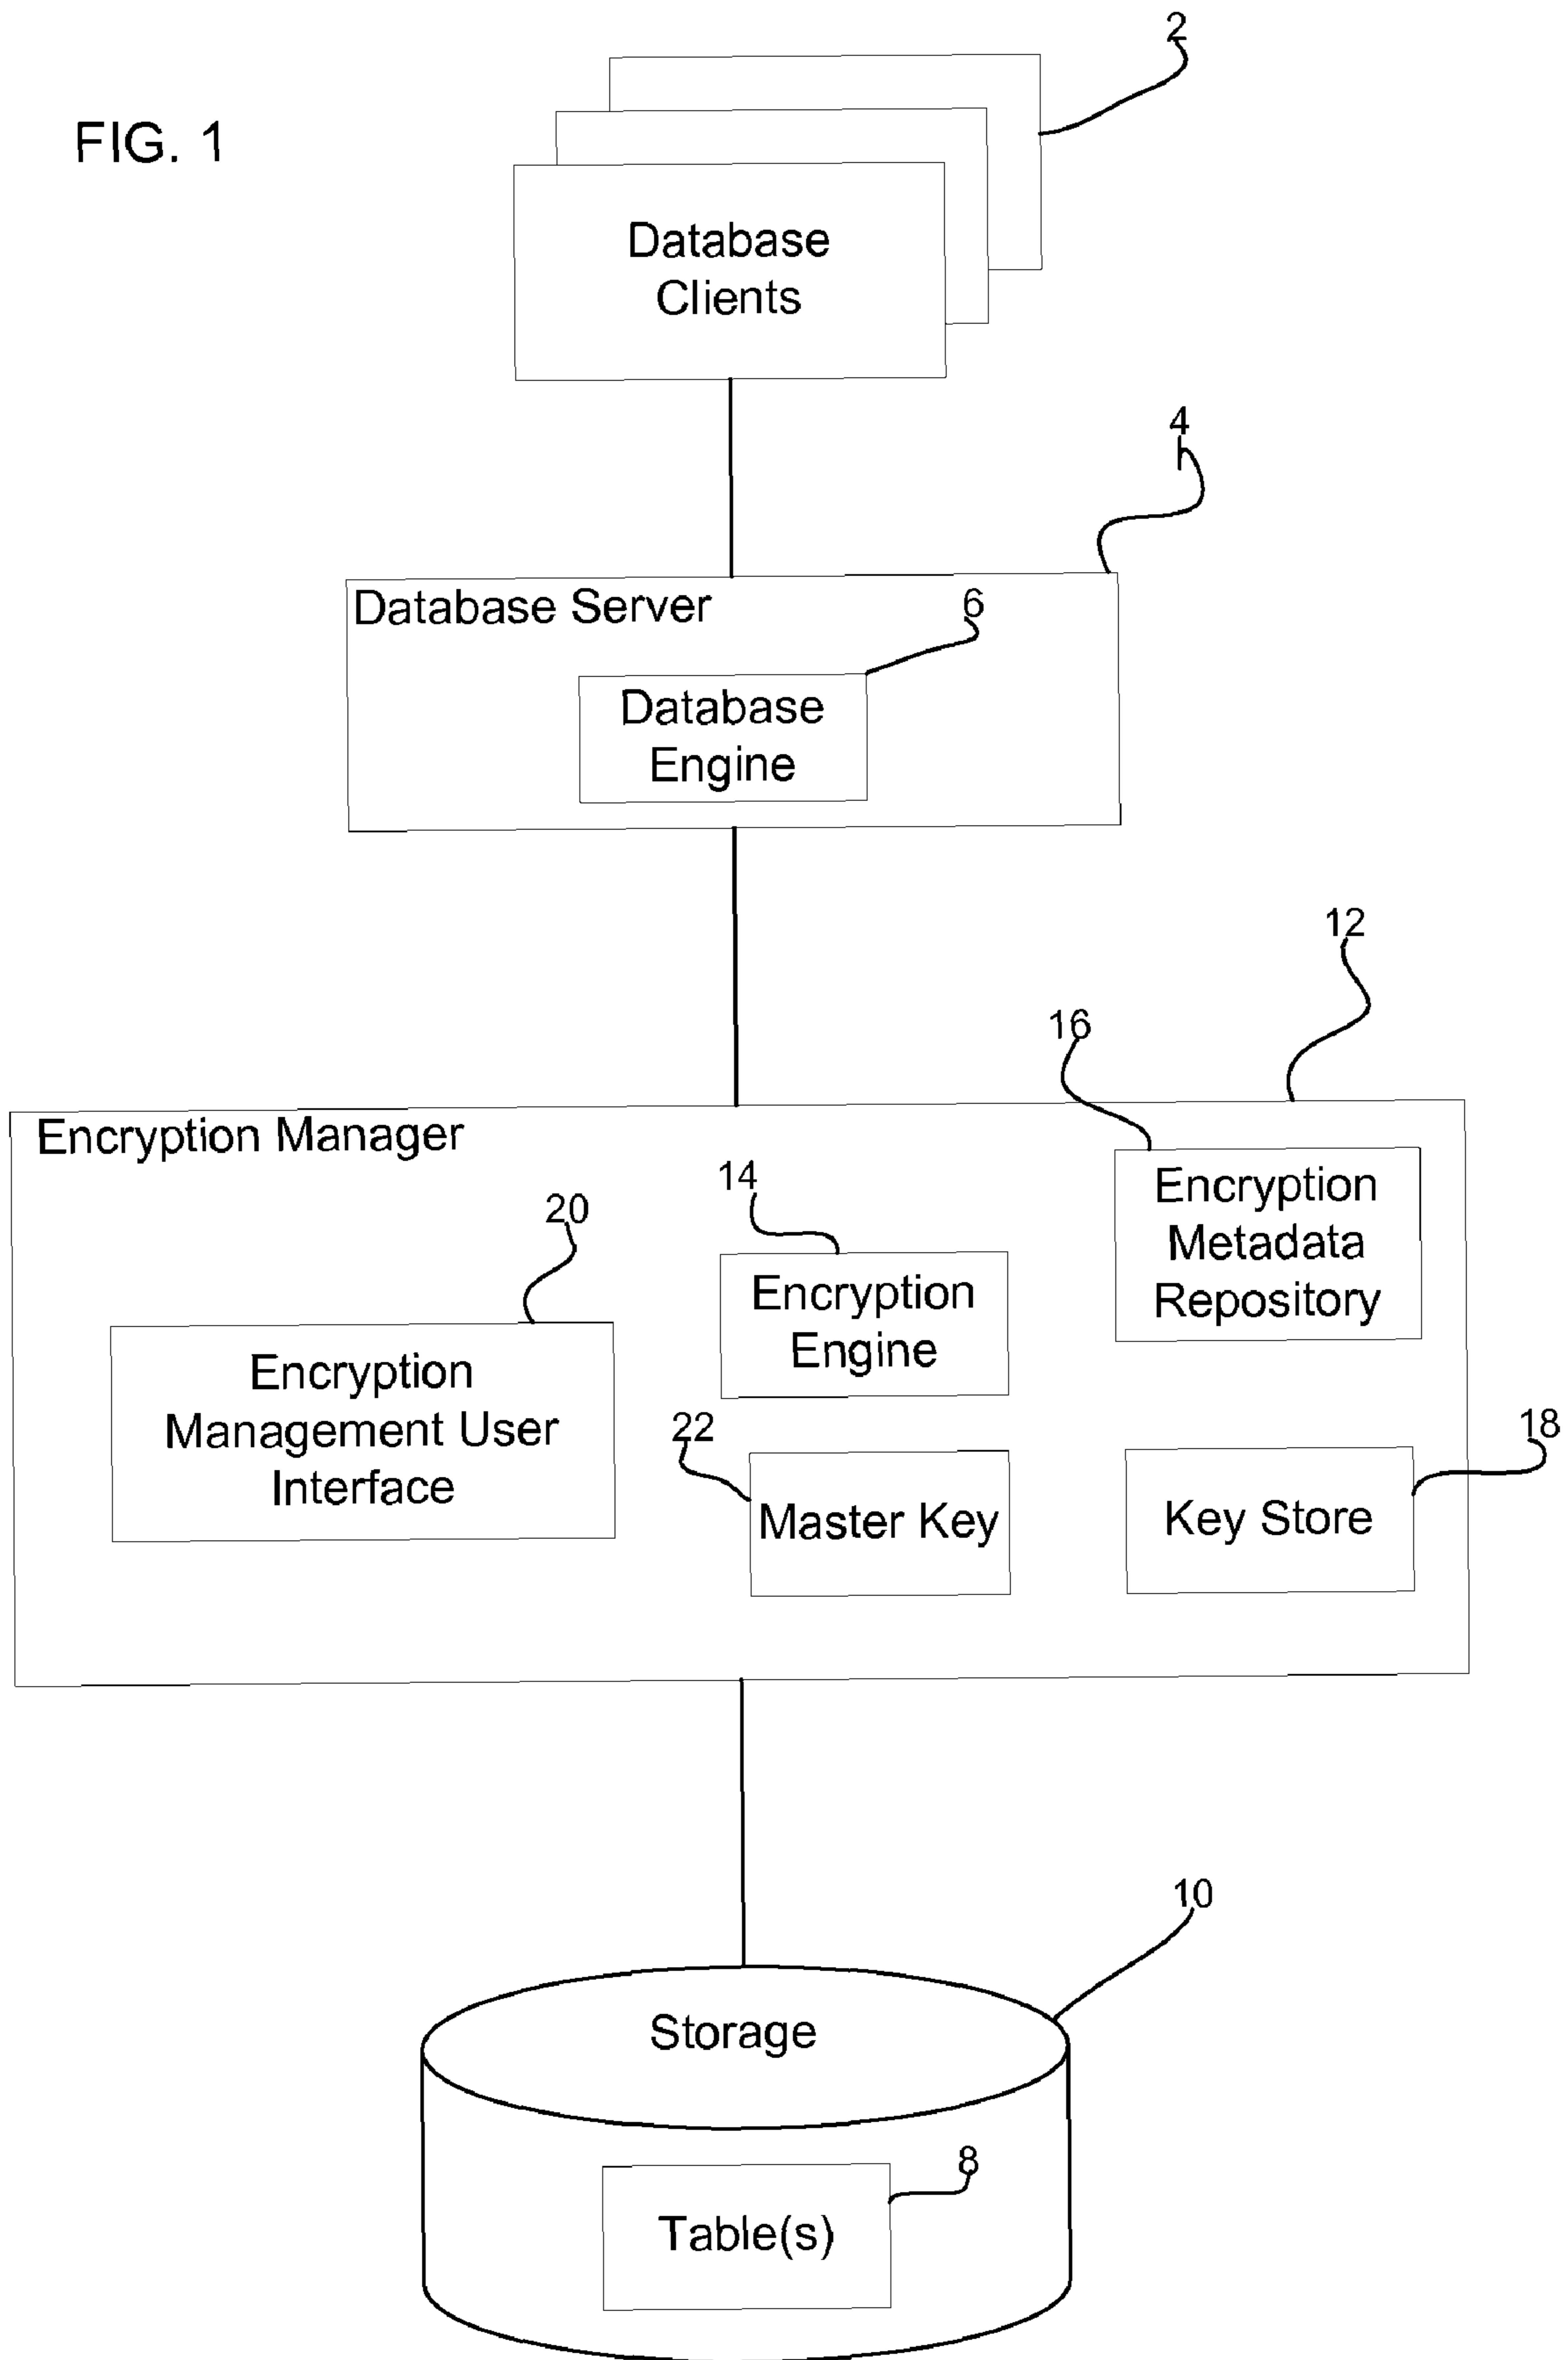 2
FIG. 1
Database
Clients
4
Database Server
6
Database
Engine
12
16
Encryption Manager
14
20
Encryption
Metadata
Repository
Encryption
Engine
Encryption
Management User
Interface
22
18
Master Key
Key Store
10
Storage
8
Table(s)